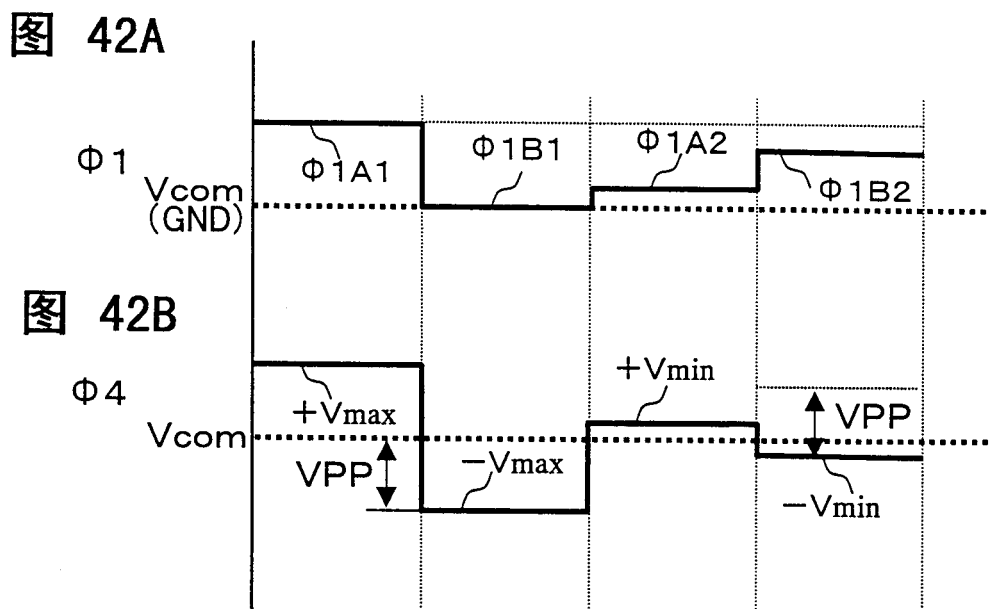 图 42A
Φ1
Φ1A1
Φ1B1
Φ1A2
Φ1B2
Vcom
(GND)
图 42B
Φ4
+Vmax
Vcom
VPP
-Vmax
+Vmin
VPP
-Vmin